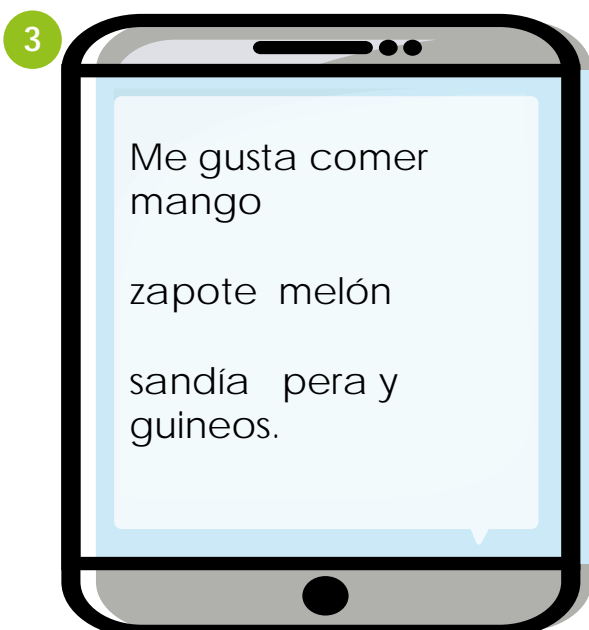 3
Me gusta comer
mango
zapote melón
sandía pera y
guineos.